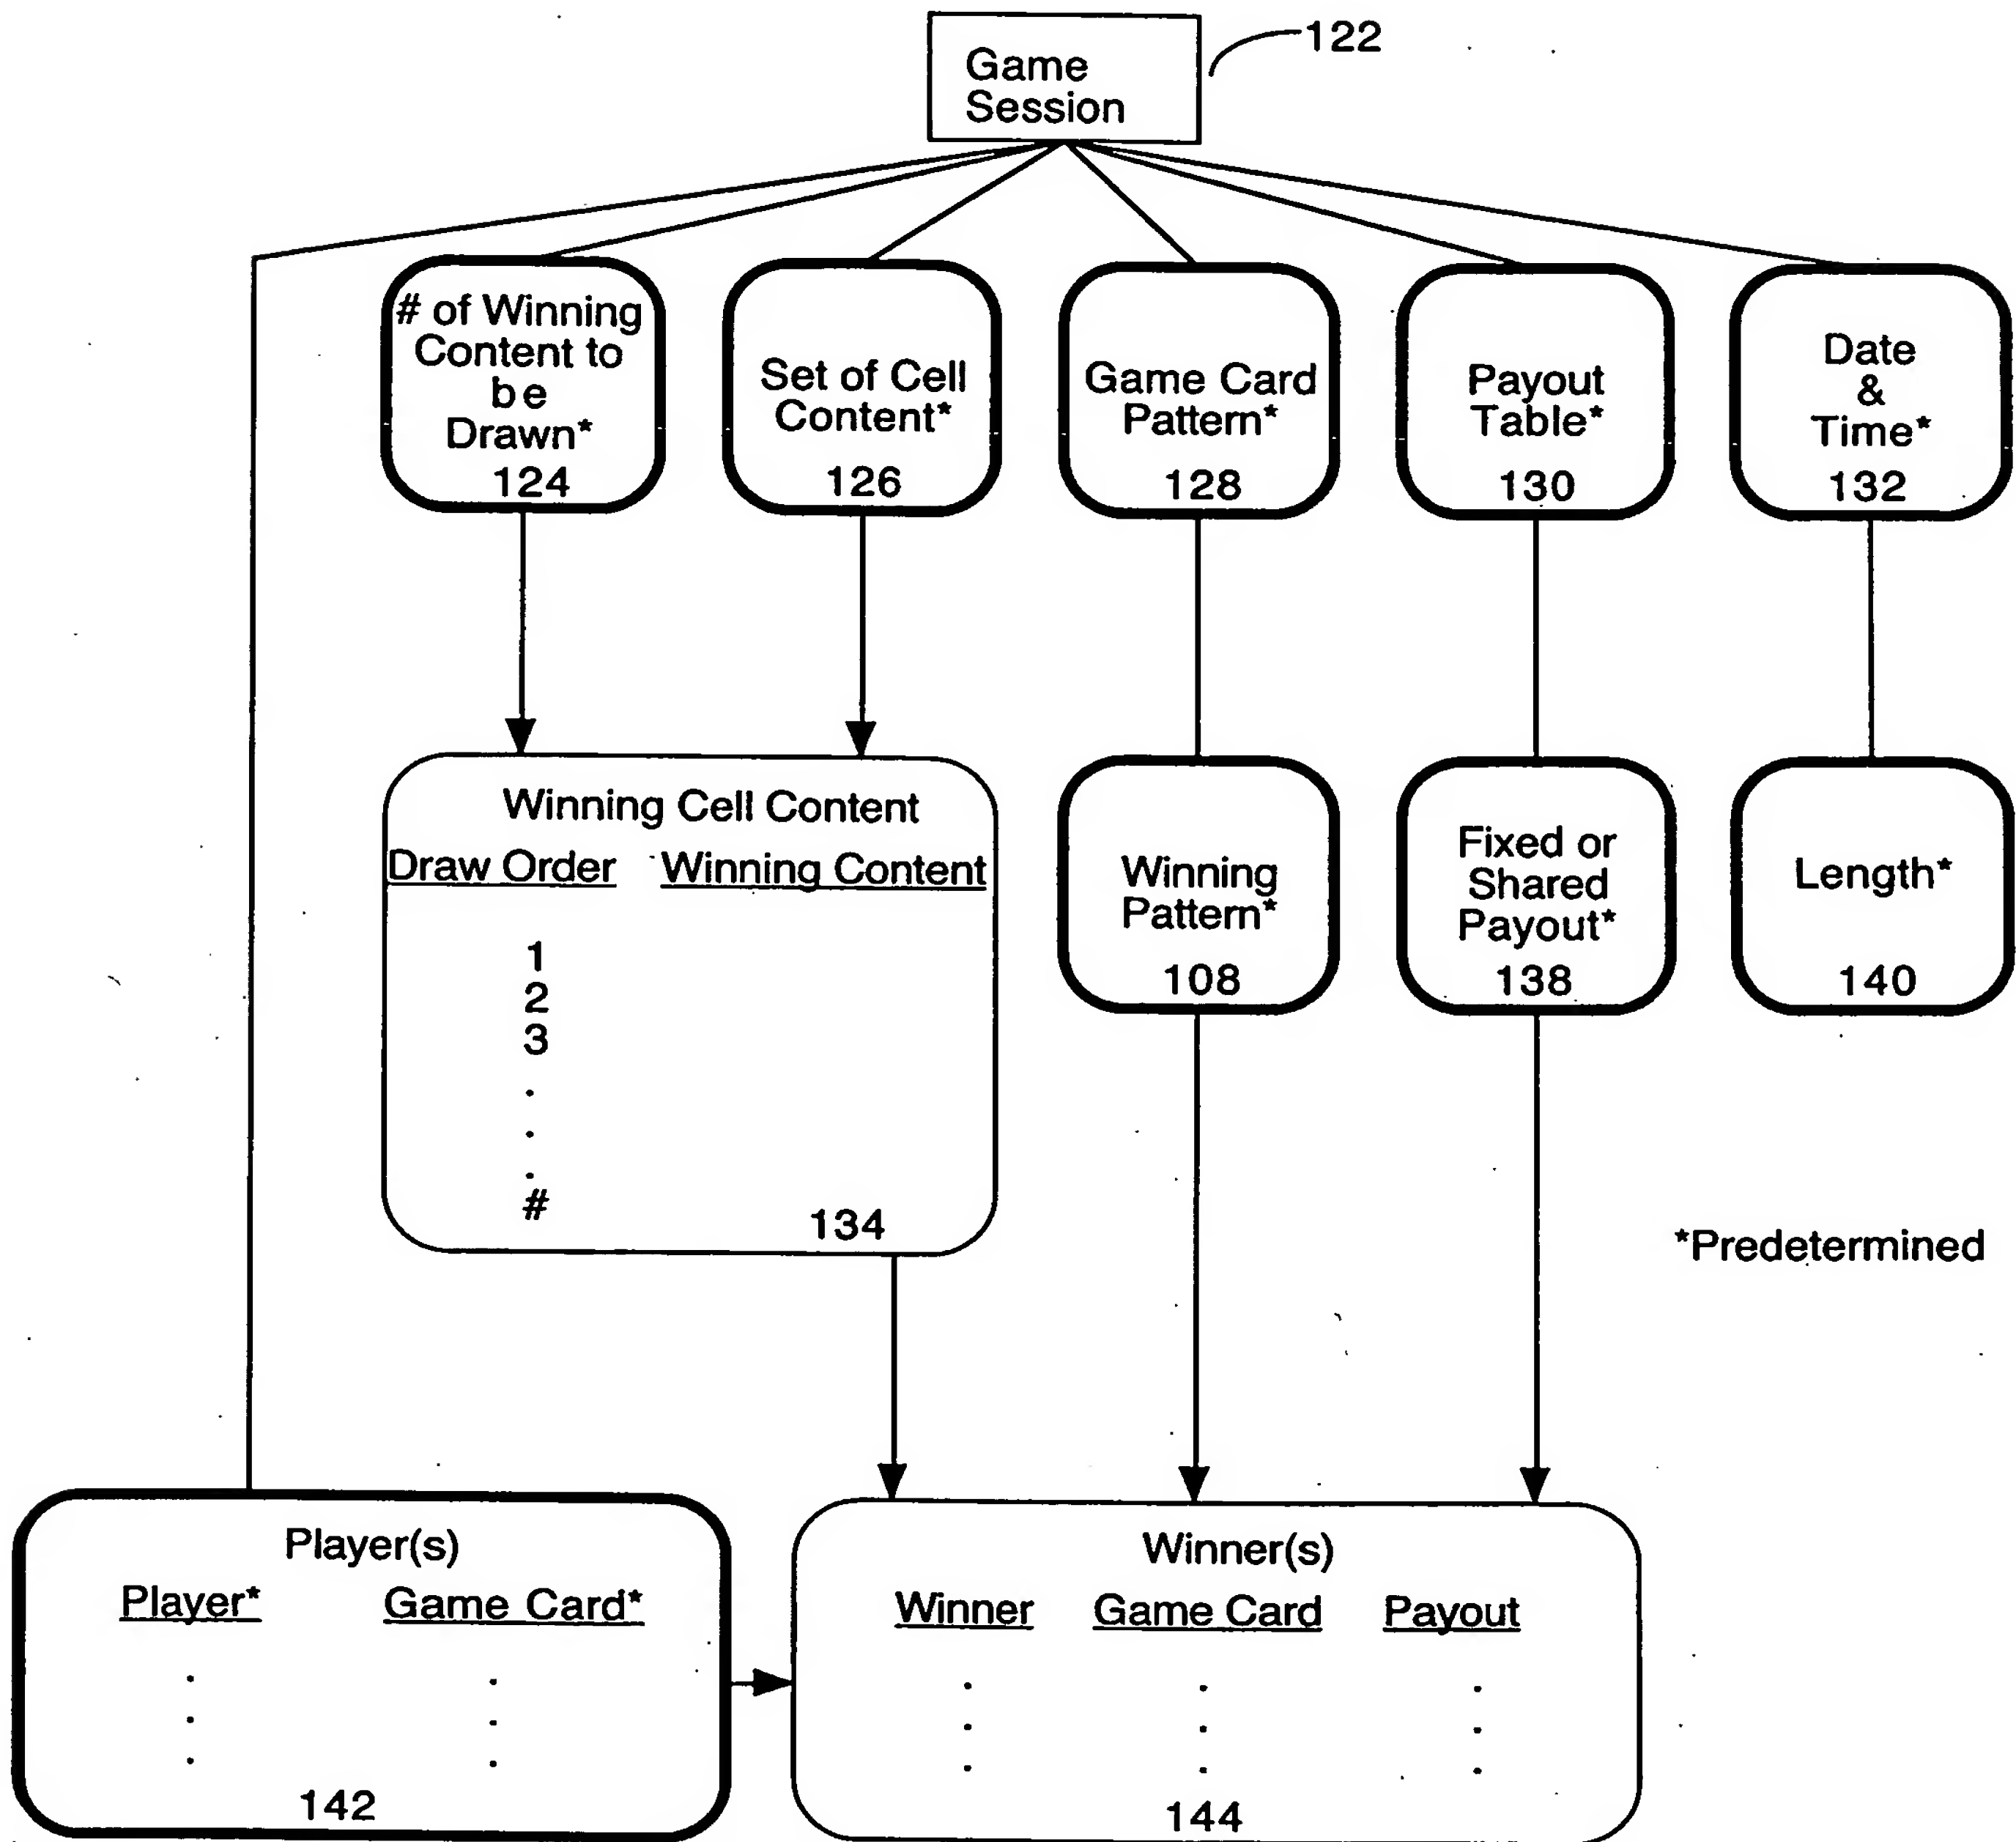 Game
Session
122
# of Winning
Content to
be
Drawn*
124
Set of Cell
Content*
126
Game Card
Pattern*
128
Payout
Table*
130
Date
&
Time*
132
Winning Cell Content
Draw Order Winning Content
1
2
3
.
.
.
#
134
Winning
Pattern*
108
Fixed or
Shared
Payout*
138
Length*
140
*Predetermined
Player(s)
Player* Game Card*
. .
. .
. .
142
Winner(s)
Winner Game Card Payout
. . .
. . .
. . .
144